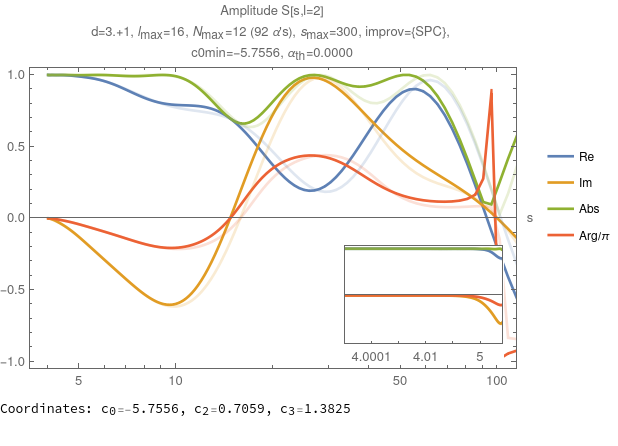 Amplitude S[s,l=2]
d=3.+1, lmax=16, Nmax=12 (92 α's), smax=300, improv={SPC},
c0min=−5.7556, αth=0.0000
1.0
0.5
0.0
−0.5
−1.0
5 10 50 100
s
4.0001 4.01 5
Re
Im
Abs
Arg/π
Coordinates: c0=-5.7556, c2=0.7059, c3=1.3825